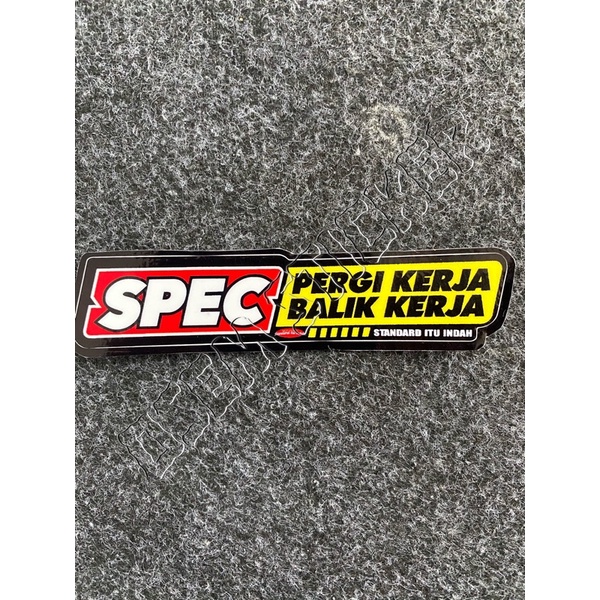 SPEC
PERGI KERJA
BALIK KERJA
STANDARD ITU INDAH